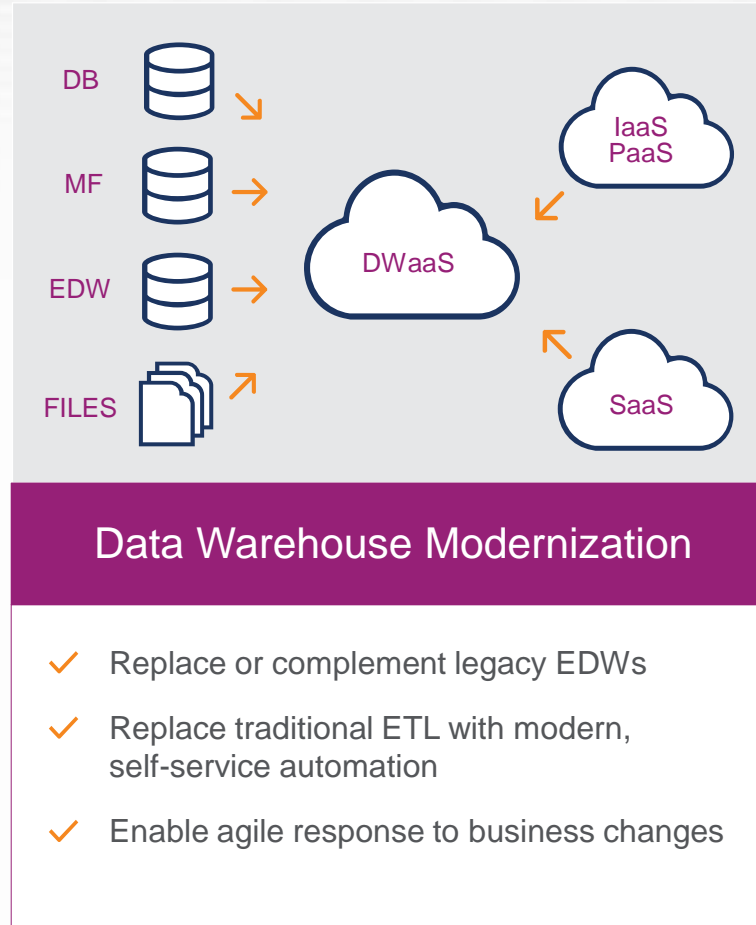 DB
MF
EDW
FILES
DWaaS
IaaS
PaaS
SaaS
Data Warehouse Modernization
Replace or complement legacy EDWs
Replace traditional ETL with modern,
self-service automation
Enable agile response to business changes